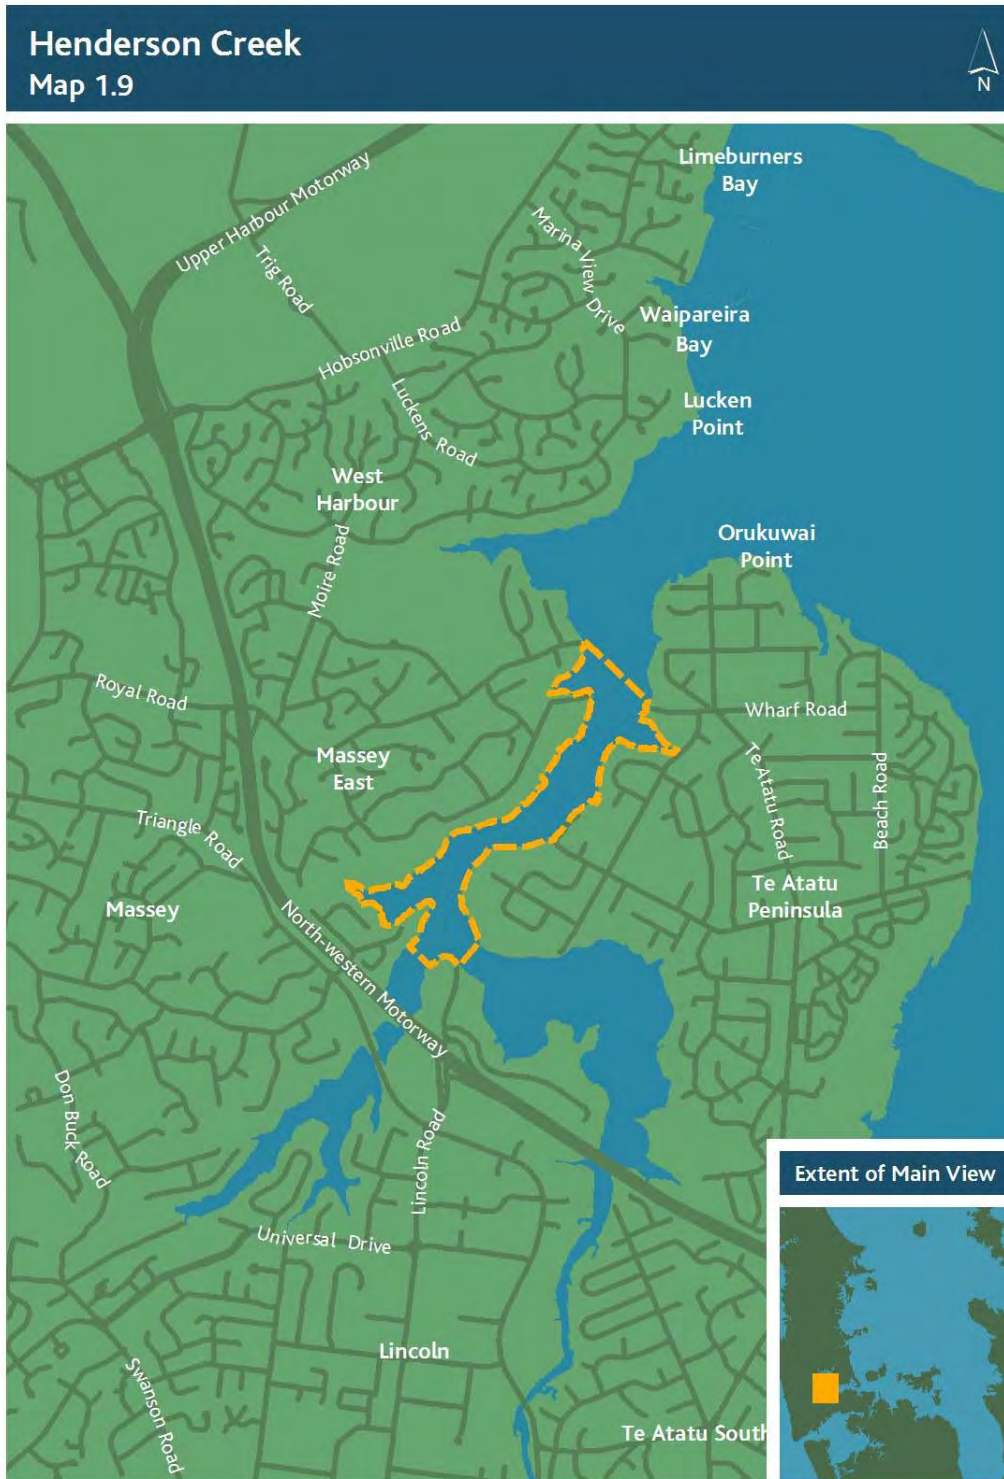 Henderson Creek
Map 1.9
N
Limeburners
Bay
Upper Harbour Motorway
Trig Road
Marina View Drive
Waipareira
Bay
Hobsonville Road
Lucken
Point
Luckens Road
West
Harbour
Orukuwai
Point
Moire Road
Royal Road
Wharf Road
Massey
East
Te Atatu Road
Beach Road
Triangle Road
Te Atatu
Peninsula
Massey
North-western Motorway
Don Buck Road
Lincoln Road
Extent of Main View
Universal Drive
Lincoln
Swanson Road
Te Atatu South